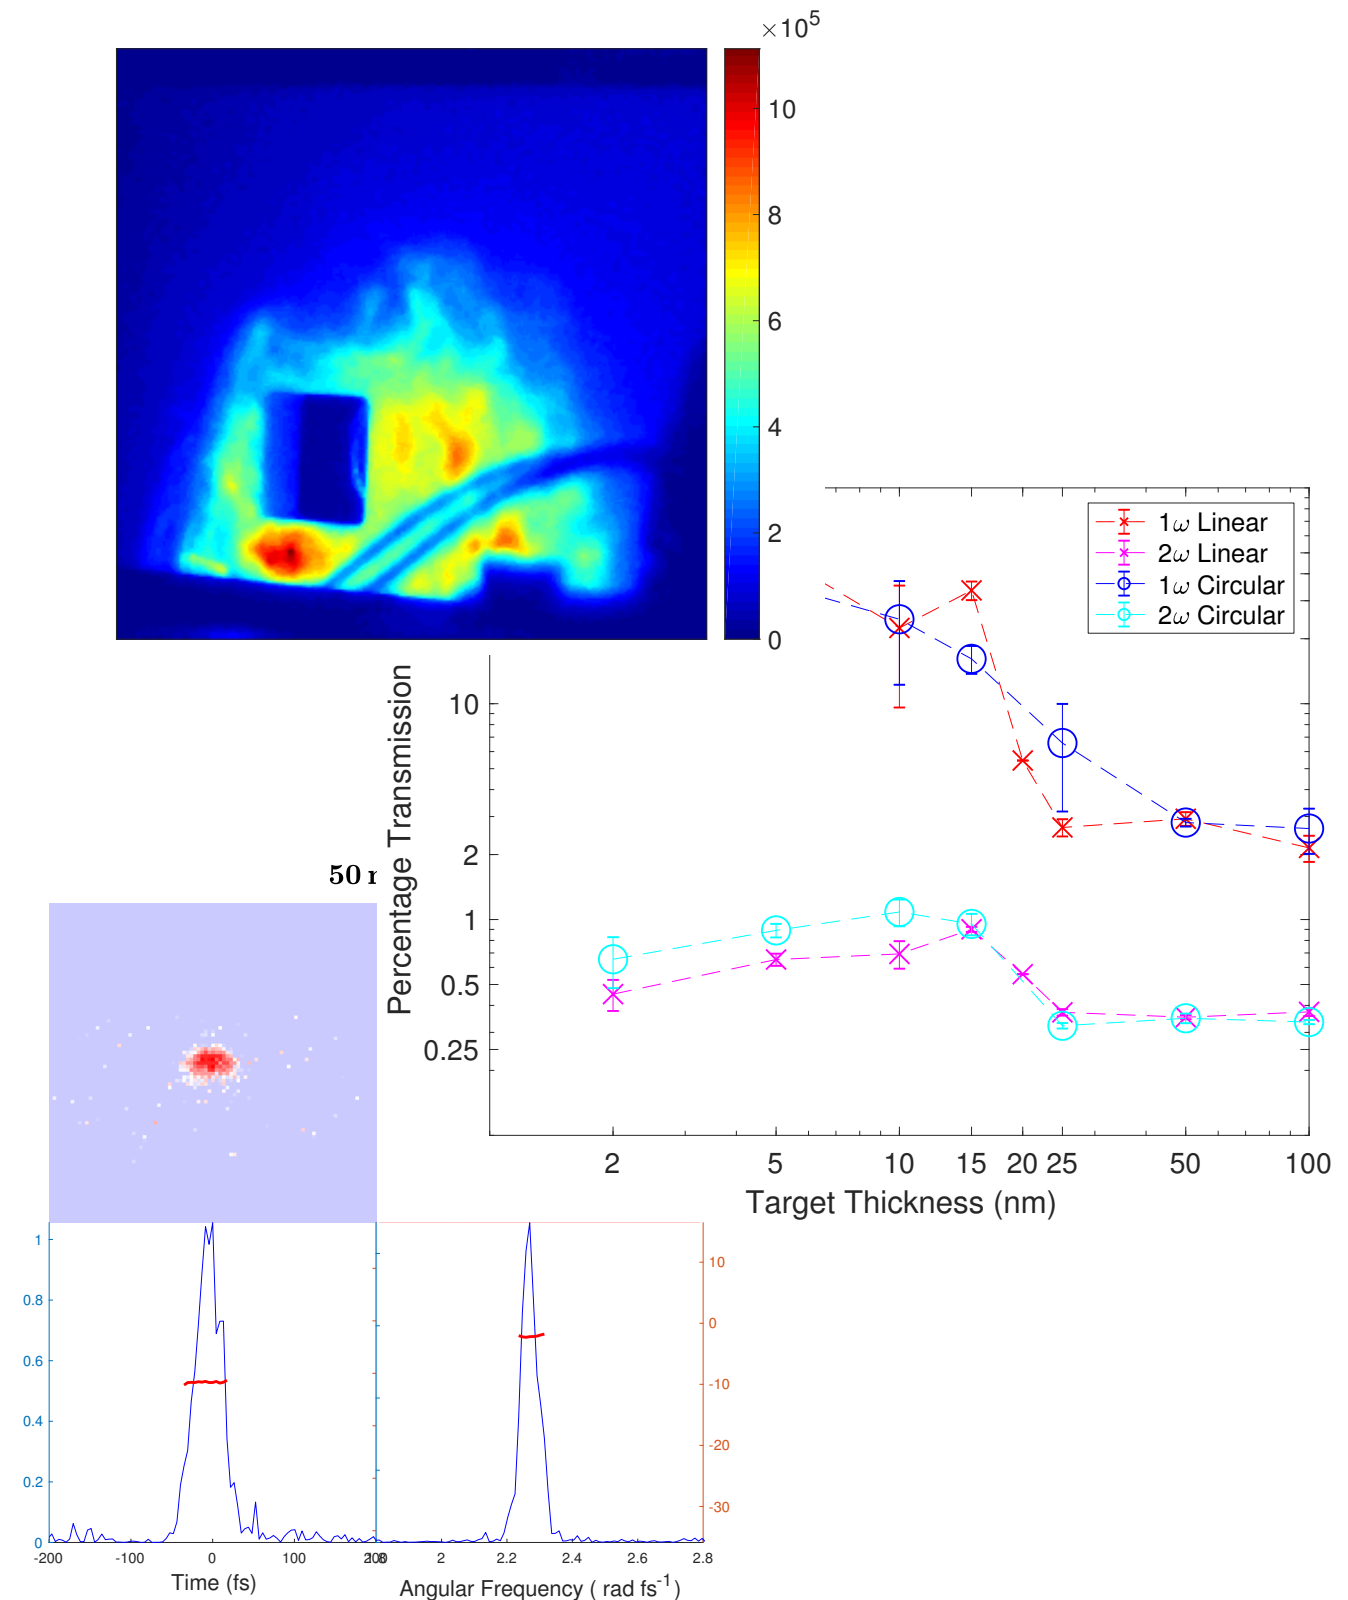 ×10⁵
10
8
6
4
2
0
1ω Linear
2ω Linear
1ω Circular
2ω Circular
Percentage Transmission
10
2
1
0.5
0.25
2 5 10 15 20 25 50 100
Target Thickness (nm)
50
1
0.8
0.6
0.4
0.2
0
-200 -100 0 100
Time (fs)
10
0
-10
-20
-30
2 2.2 2.4 2.6 2.8
Angular Frequency ( rad fs⁻¹)